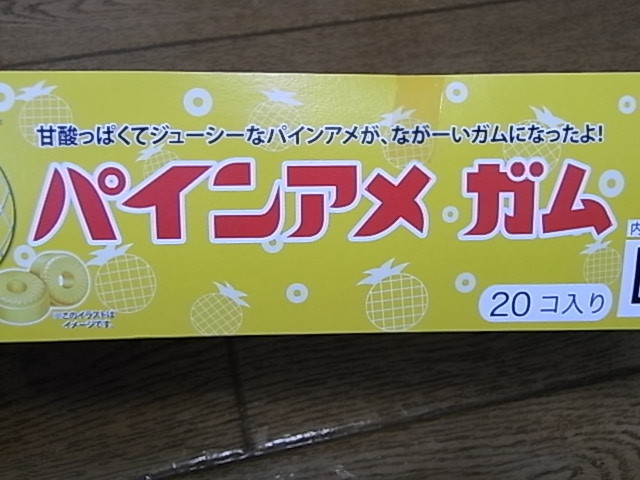 甘酸っぱくてジューシーなパインアメが、ながーいガムになったよ!
パインアメ ガム
※このイラストは
イメージです。
20コ入り
内